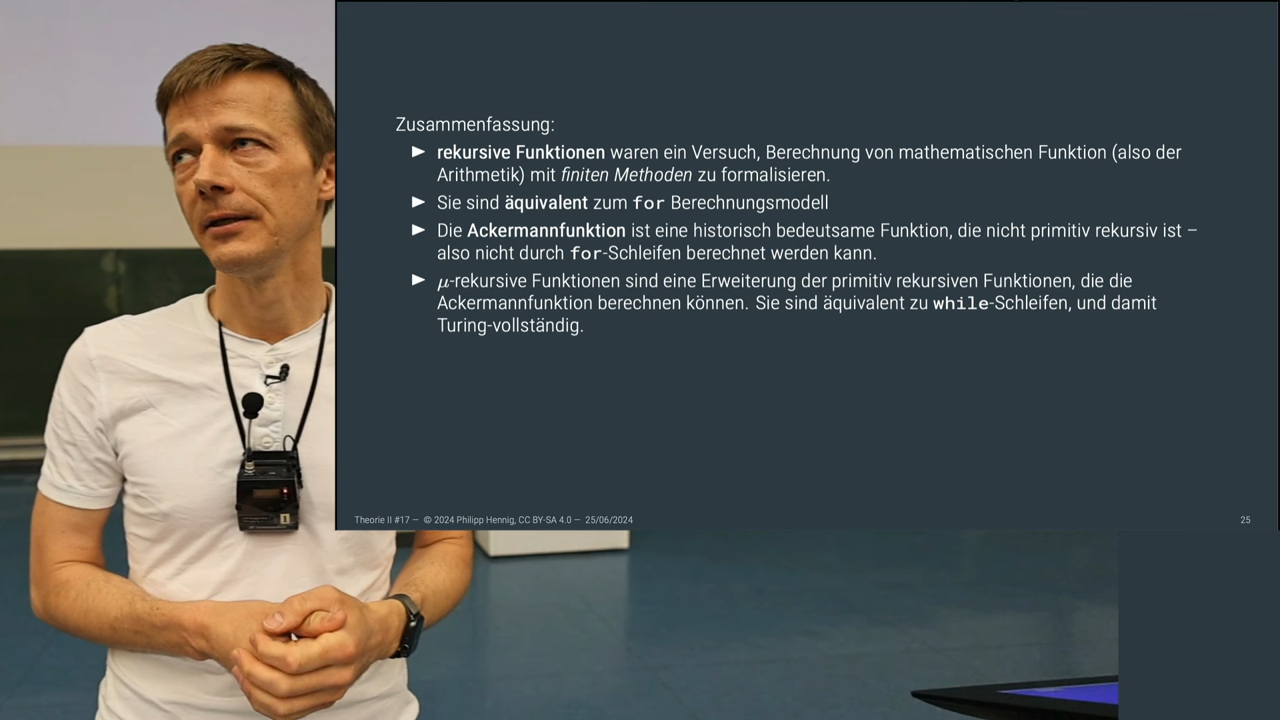 Zusammenfassung:
► rekursive Funktionen waren ein Versuch, Berechnung von mathematischen Funktion (also der
Arithmetik) mit finiten Methoden zu formalisieren.
► Sie sind äquivalent zum for Berechnungsmodell
► Die Ackermannfunktion ist eine historisch bedeutsame Funktion, die nicht primitiv rekursiv ist –
also nicht durch for-Schleifen berechnet werden kann.
► μ-rekursive Funktionen sind eine Erweiterung der primitiv rekursiven Funktionen, die die
Ackermannfunktion berechnen können. Sie sind äquivalent zu while-Schleifen, und damit
Turing-vollständig.
Theorie II #17 — © 2024 Philipp Hennig, CC BY-SA 4.0 — 25/06/2024
25
1